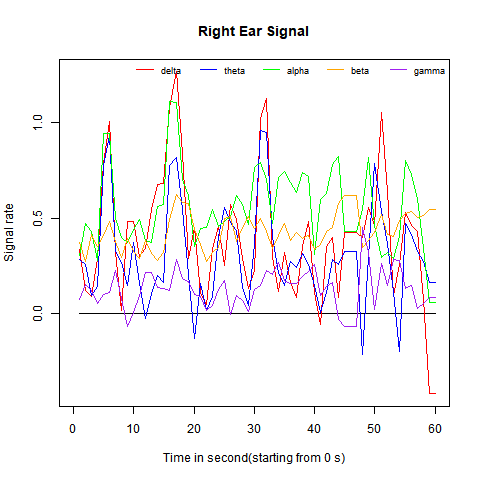 Right Ear Signal
delta theta alpha beta gamma
Signal rate
0.0 0.5 1.0
0 10 20 30 40 50 60
Time in second(starting from 0 s)